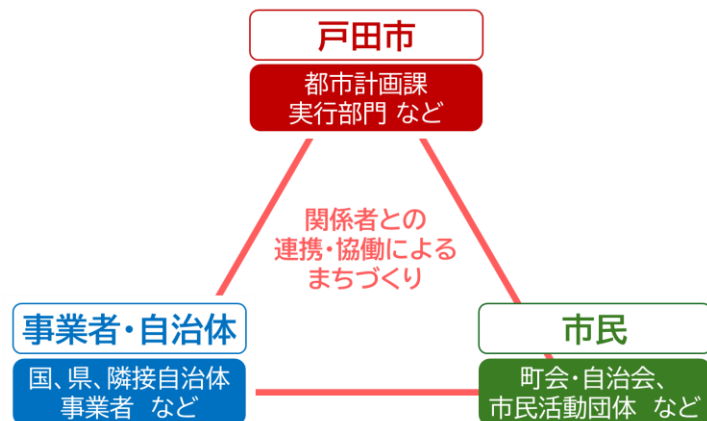 戸田市
都市計画課
実行部門 など
関係者との
連携・協働による
まちづくり
事業者・自治体
国、県、隣接自治体
事業者 など
市民
町会・自治会、
市民活動団体 など